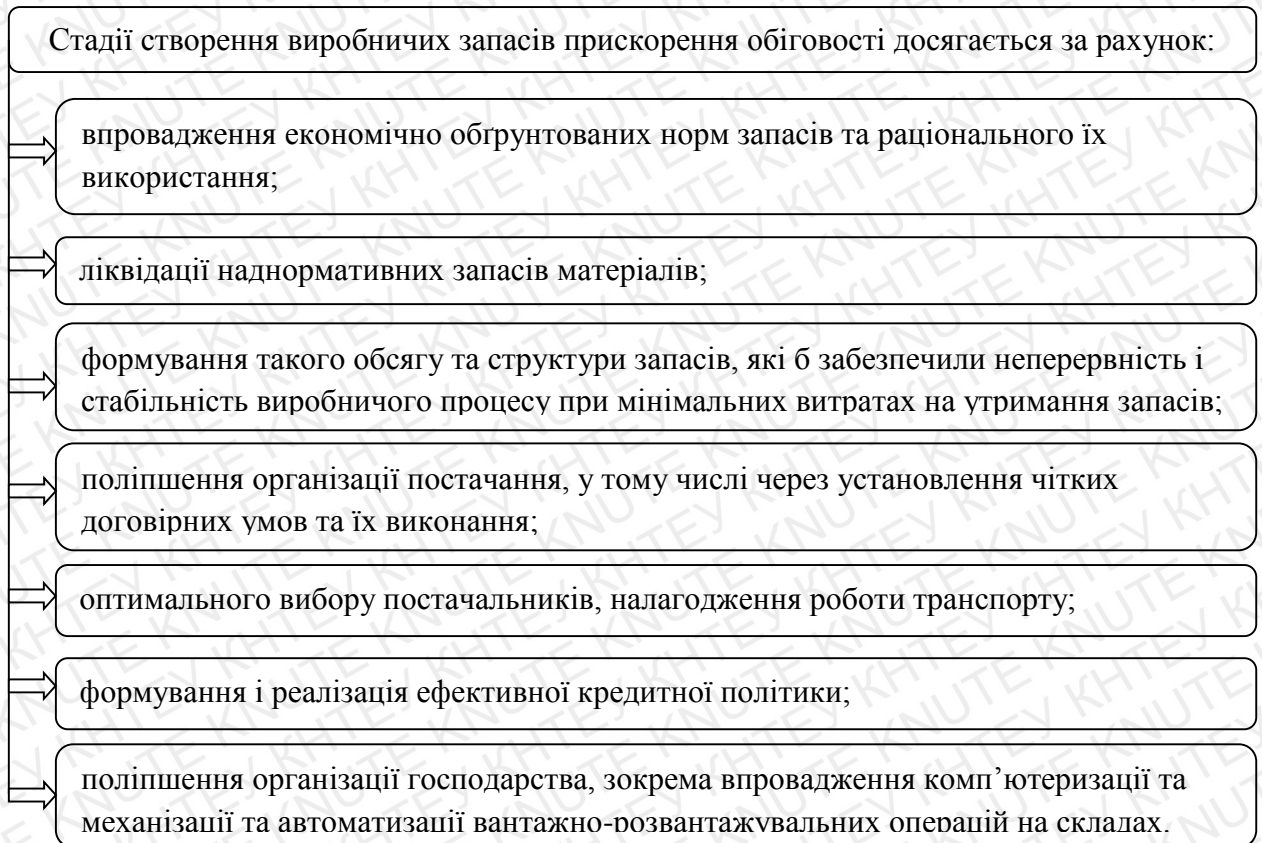 Стадії створення виробничих запасів прискорення обіговості досягається за рахунок:
впровадження економічно обґрунтованих норм запасів та раціонального їх
використання;
ліквідації наднормативних запасів матеріалів;
формування такого обсягу та структури запасів, які б забезпечили неперервність і
стабільність виробничого процесу при мінімальних витратах на утримання запасів;
поліпшення організації постачання, у тому числі через установлення чітких
договірних умов та їх виконання;
оптимального вибору постачальників, налагодження роботи транспорту;
формування і реалізація ефективної кредитної політики;
поліпшення організації господарства, зокрема впровадження комп’ютеризації та
механізації та автоматизації вантажно-розвантажувальних операцій на складах.